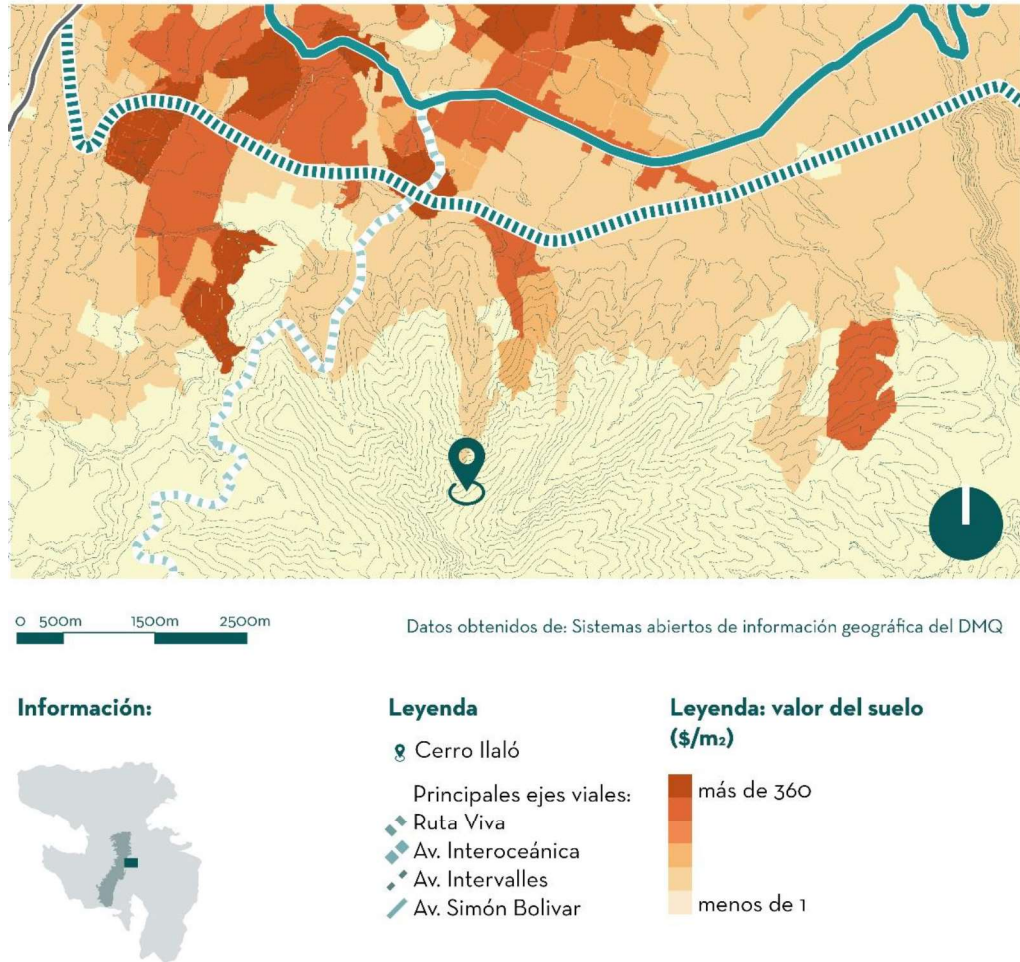 0 500m 1500m 2500m
Datos obtenidos de: Sistemas abiertos de información geográfica del DMQ
Información:
Leyenda
Cerro Ilaló
Principales ejes viales:
Ruta Viva
Av. Interoceánica
Av. Intervalles
Av. Simón Bolivar
Leyenda: valor del suelo
($/m₂)
más de 360
menos de 1